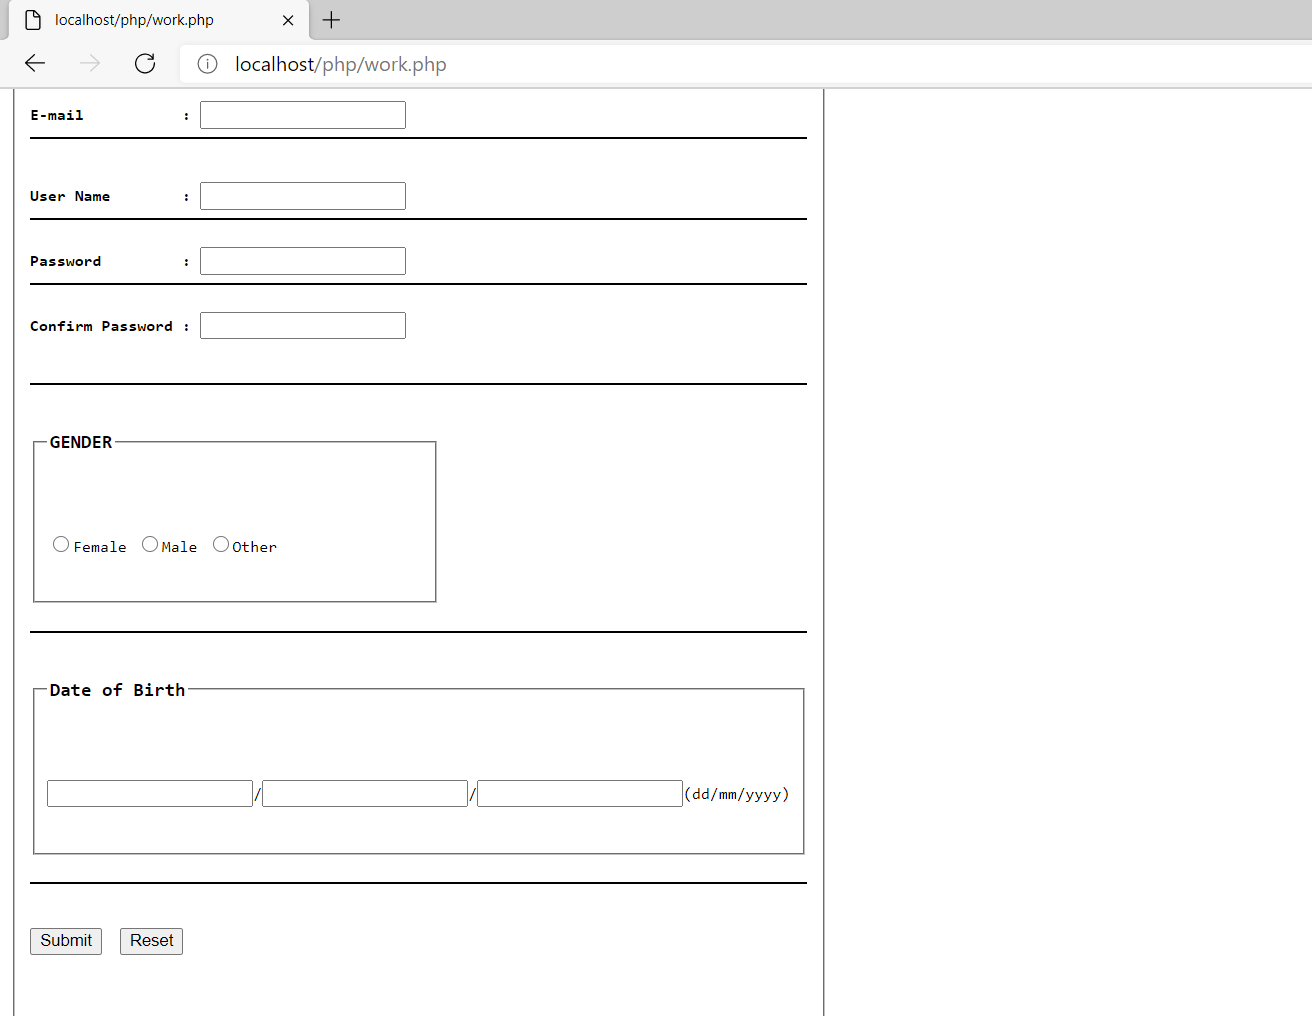 localhost/php/work.php
localhost/php/work.php
E-mail :
User Name :
Password :
Confirm Password :
GENDER
Female Male Other
Date of Birth
/ / (dd/mm/yyyy)
Submit Reset